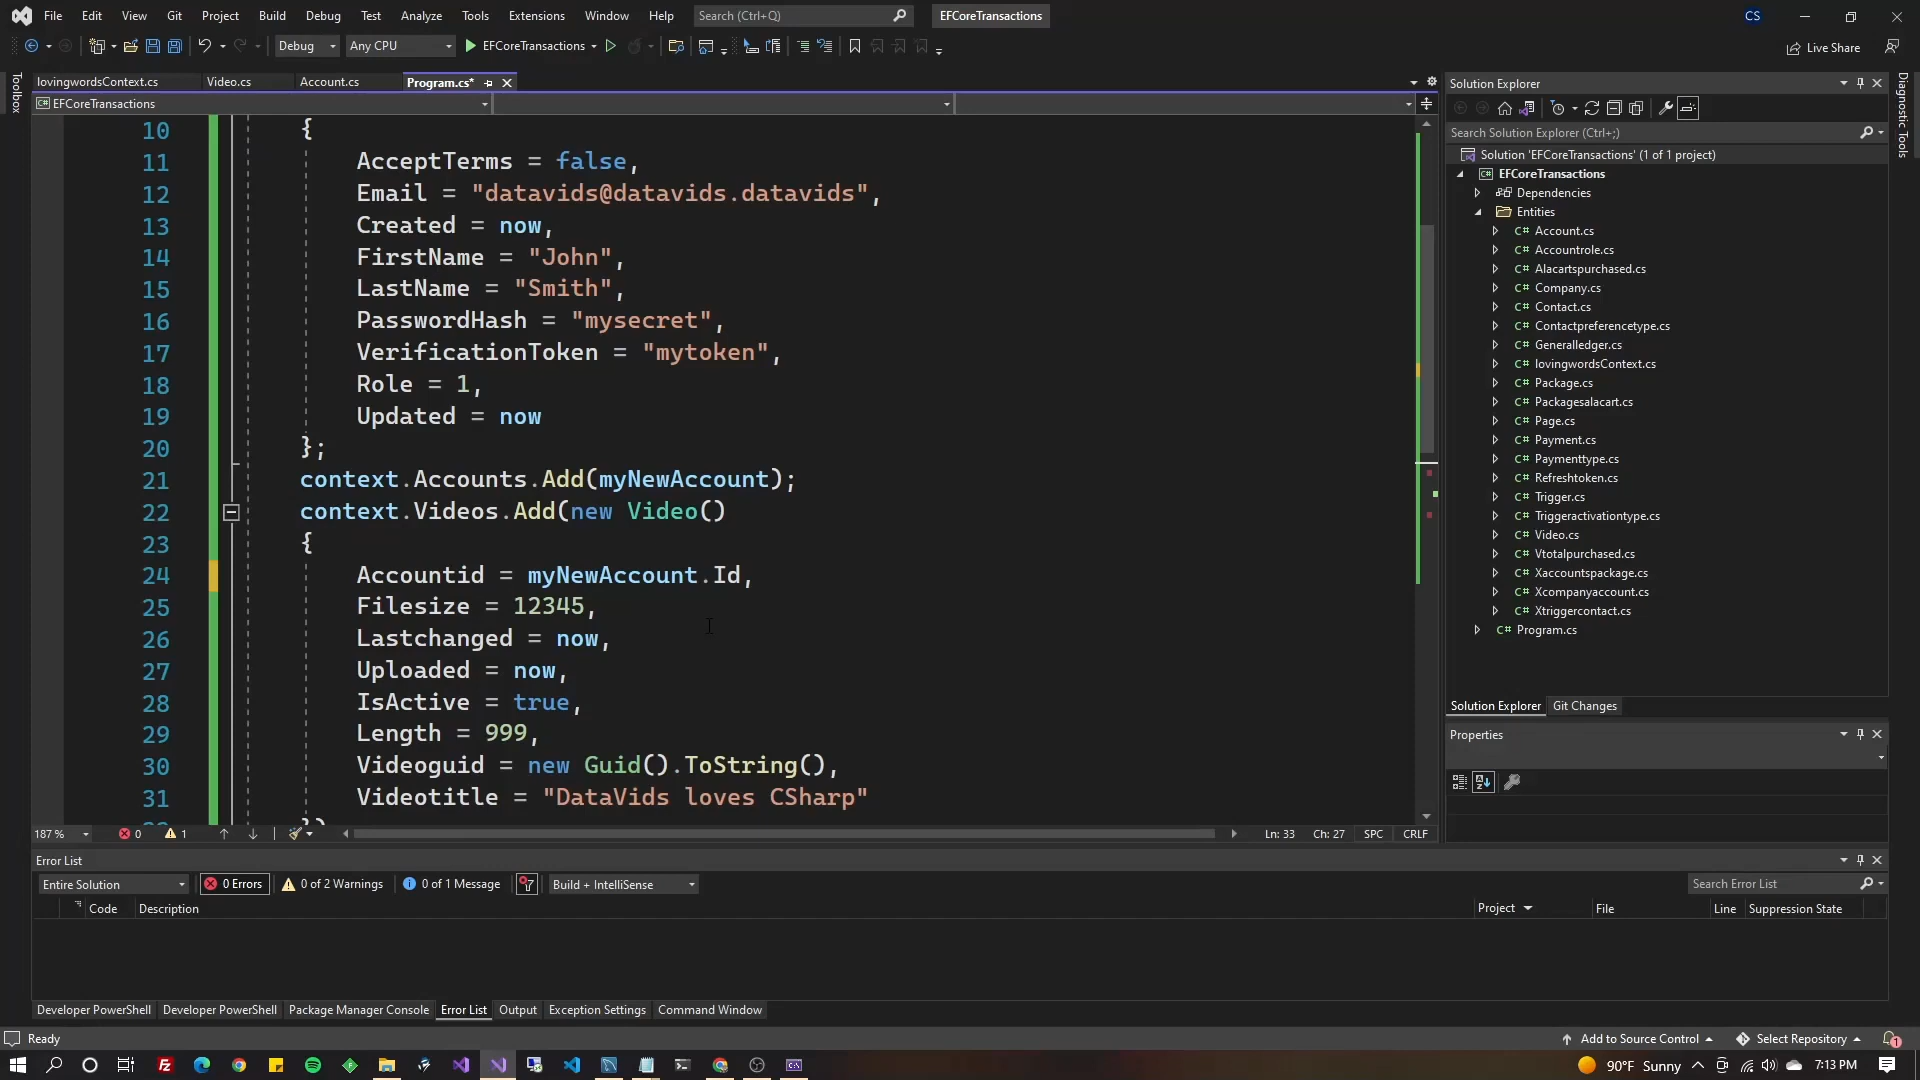 File Edit View Git Project Build Debug Test Analyze Tools Extensions Window Help Search (Ctrl+Q) EFCoreTransactions CS
Debug Any CPU EFCoreTransactions Live Share
Toolbox
lovingwordsContext.cs Video.cs Account.cs Program.cs*
EFCoreTransactions
10 {
11 AcceptTerms = false,
12 Email = "datavids@datavids.datavids",
13 Created = now,
14 FirstName = "John",
15 LastName = "Smith",
16 PasswordHash = "mysecret",
17 VerificationToken = "mytoken",
18 Role = 1,
19 Updated = now
20 };
21 context.Accounts.Add(myNewAccount);
22 context.Videos.Add(new Video()
23 {
24 Accountid = myNewAccount.Id,
25 Filesize = 12345,
26 Lastchanged = now,
27 Uploaded = now,
28 IsActive = true,
29 Length = 999,
30 Videoguid = new Guid().ToString(),
31 Videotitle = "DataVids loves CSharp"
187 % 0 1 Ln: 33 Ch: 27 SPC CRLF
Solution Explorer
Search Solution Explorer (Ctrl+;)
Solution 'EFCoreTransactions' (1 of 1 project)
C# EFCoreTransactions
Dependencies
Entities
C# Account.cs
C# Accountrole.cs
C# Alacartspurchased.cs
C# Company.cs
C# Contact.cs
C# Contactpreferencetype.cs
C# Generalledger.cs
C# lovingwordsContext.cs
C# Package.cs
C# Packagesalacart.cs
C# Page.cs
C# Payment.cs
C# Paymenttype.cs
C# Refreshtoken.cs
C# Trigger.cs
C# Triggeractivationtype.cs
C# Video.cs
C# Vtotalpurchased.cs
C# Xaccountspackage.cs
C# Xcompanyaccount.cs
C# Xtriggercontact.cs
C# Program.cs
Solution Explorer Git Changes
Properties
Diagnostic Tools
Error List
Entire Solution 0 Errors 0 of 2 Warnings 0 of 1 Message Build + IntelliSense Search Error List
Code Description Project File Line Suppression State
Developer PowerShell Developer PowerShell Package Manager Console Error List Output Exception Settings Command Window
Ready Add to Source Control Select Repository 1
90°F Sunny 7:13 PM